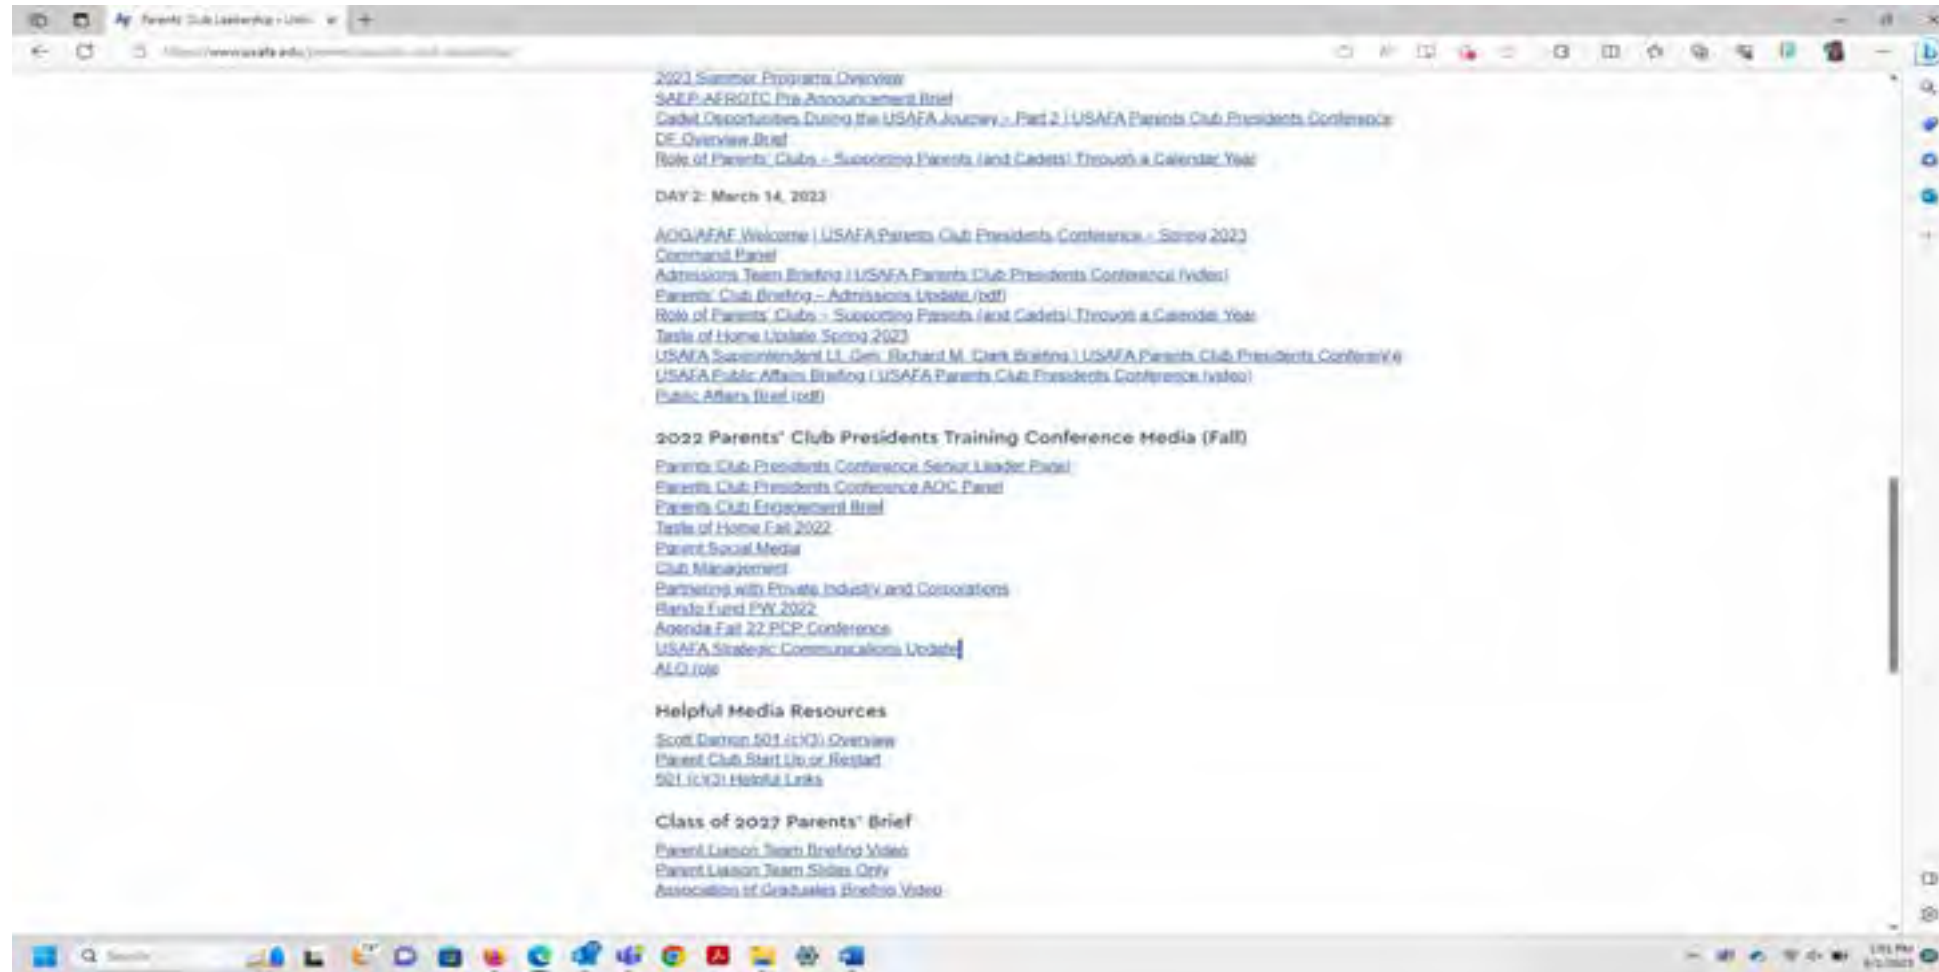 Parents' Club Leadership -
www.usafa.edu/
2023 Summer Programs Overview
SAEP-AFROTC Pre-Announcement Brief
Cadet Opportunities During the USAFA Journey – Part 2 | USAFA Parents Club Presidents Conference
DF Overview Brief
Role of Parents' Clubs – Supporting Parents (and Cadets) Through a Calendar Year
DAY 2: March 14, 2023
AOG/AFAF Welcome | USAFA Parents Club Presidents Conference – Spring 2023
Command Panel
Admissions Team Briefing | USAFA Parents Club Presidents Conference (video)
Parents' Club Briefing – Admissions Update (pdf)
Role of Parents' Clubs – Supporting Parents (and Cadets) Through a Calendar Year
Taste of Home Update Spring 2023
USAFA Superintendent Lt. Gen. Richard M. Clark Briefing | USAFA Parents Club Presidents
USAFA Public Affairs Briefing | USAFA Parents Club Presidents Conference (video)
Public Affairs Brief (pdf)
2022 Parents' Club Presidents Training Conference Media (Fall)
Parents Club Presidents Conference Senior Leader Panel
Parents Club Presidents Conference AOC Panel
Parents Club Engagement Brief
Taste of Home Fall 2022
Parent Social Media
Club Management
Partnering with Private Industry and Corporations
Rando Fund PW 2022
Agenda Fall 22 PCP Conference
USAFA Strategic Communications Update
ALO role
Helpful Media Resources
Scott Damon 501 (c)(3) Overview
Parent Club Start Up or Restart
501 (c)(3) Helpful Links
Class of 2027 Parents' Brief
Parent Liaison Team Briefing Video
Parent Liaison Team Slides Only
Association of Graduates Briefing Video
Search